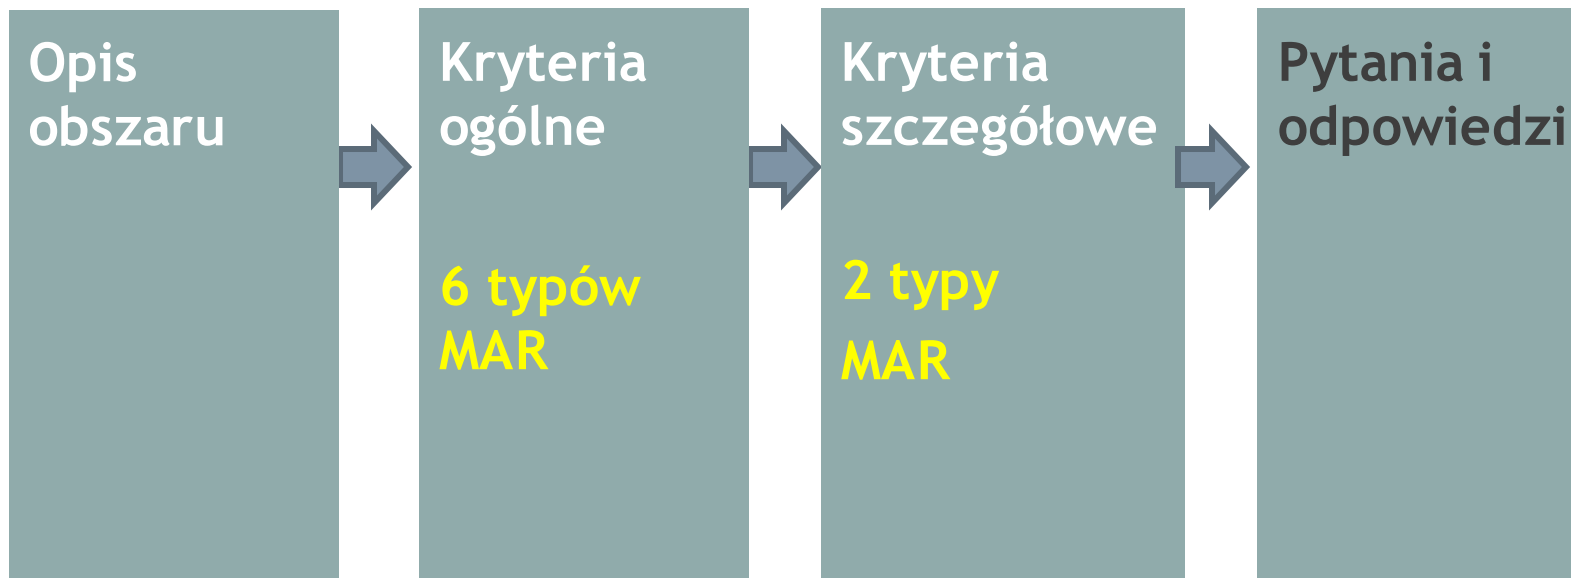 Opis
obszaru
Kryteria
ogólne
6 typów
MAR
Kryteria
szczegółowe
2 typy
MAR
Pytania i
odpowiedzi